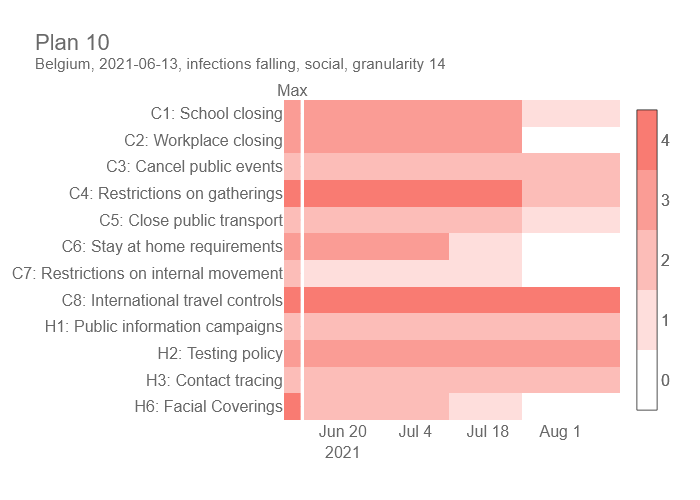 Plan 10
Belgium, 2021-06-13, infections falling, social, granularity 14
Max
C1: School closing
C2: Workplace closing
C3: Cancel public events
C4: Restrictions on gatherings
C5: Close public transport
C6: Stay at home requirements
C7: Restrictions on internal movement
C8: International travel controls
H1: Public information campaigns
H2: Testing policy
H3: Contact tracing
H6: Facial Coverings
Jun 20 Jul 4 Jul 18 Aug 1
2021
4
3
2
1
0